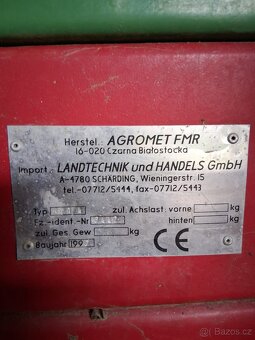 Herstel.: AGROMET FMR
16-020 Czarna Białostocka
Import.: LANDTECHNIK und HANDELS GmbH
A-4780 SCHÄRDING, Wieningerstr. 15
tel.-07712/5444, fax-07712/5443
Typ zul. Achslast. vorne kg
Fz.-ident.-Nr hinten kg
zul. Ges. Gew kg CE
Baujahr 199
bazos.cz